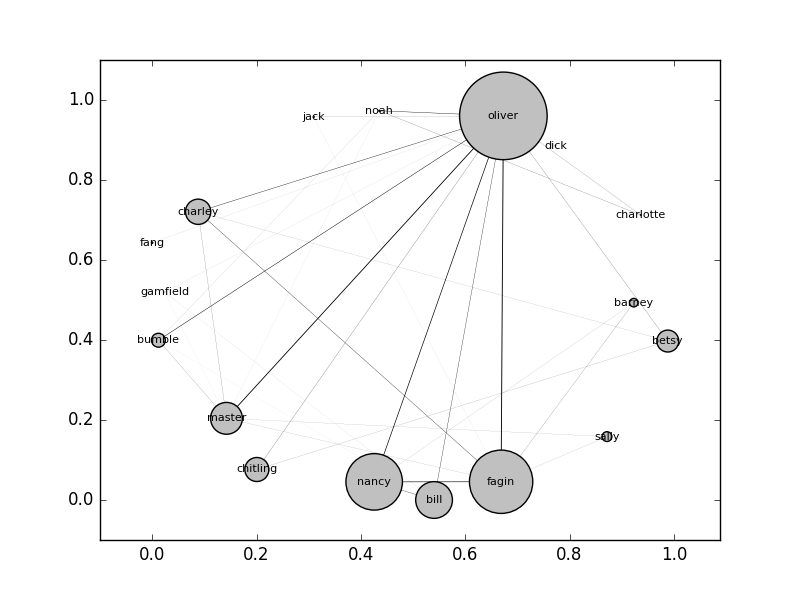 1.0
0.8
0.6
0.4
0.2
0.0
0.0 0.2 0.4 0.6 0.8 1.0
noah
oliver
jack
dick
charley
charlotte
fang
gamfield
barney
bumble
betsy
master
sally
chitling
nancy
fagin
bill